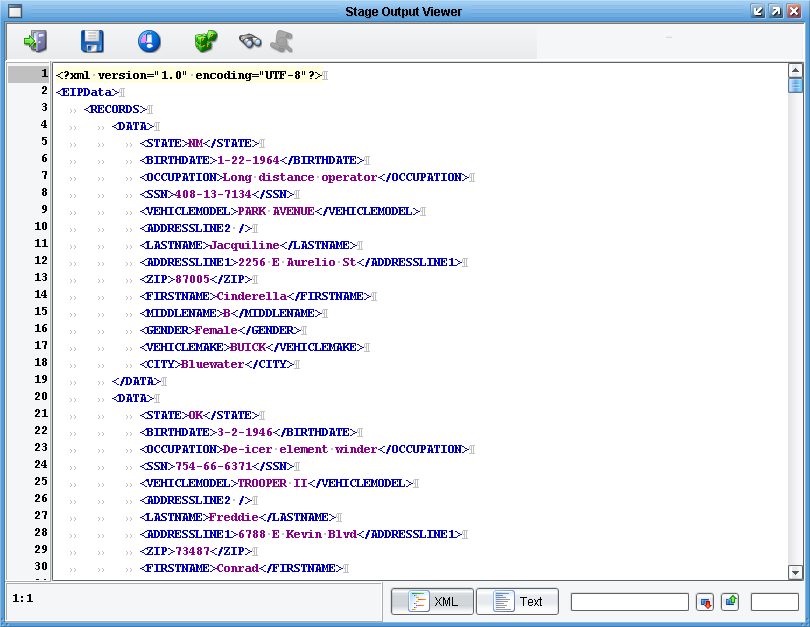 Stage Output Viewer
1 <?xml version="1.0" encoding="UTF-8"?>
2 <EIPData>
3 <RECORDS>
4 <DATA>
5 <STATE>NM</STATE>
6 <BIRTHDATE>1-22-1964</BIRTHDATE>
7 <OCCUPATION>Long distance operator</OCCUPATION>
8 <SSN>408-13-7134</SSN>
9 <VEHICLEMODEL>PARK AVENUE</VEHICLEMODEL>
10 <ADDRESSLINE2 />
11 <LASTNAME>Jacquiline</LASTNAME>
12 <ADDRESSLINE1>2256 E Aurelio St</ADDRESSLINE1>
13 <ZIP>87005</ZIP>
14 <FIRSTNAME>Cinderella</FIRSTNAME>
15 <MIDDLENAME>B</MIDDLENAME>
16 <GENDER>Female</GENDER>
17 <VEHICLEMAKE>BUICK</VEHICLEMAKE>
18 <CITY>Bluewater</CITY>
19 </DATA>
20 <DATA>
21 <STATE>OK</STATE>
22 <BIRTHDATE>3-2-1946</BIRTHDATE>
23 <OCCUPATION>De-icer element winder</OCCUPATION>
24 <SSN>754-66-6371</SSN>
25 <VEHICLEMODEL>TROOPER II</VEHICLEMODEL>
26 <ADDRESSLINE2 />
27 <LASTNAME>Freddie</LASTNAME>
28 <ADDRESSLINE1>6788 E Kevin Blvd</ADDRESSLINE1>
29 <ZIP>73487</ZIP>
30 <FIRSTNAME>Conrad</FIRSTNAME>
1:1
XML
Text